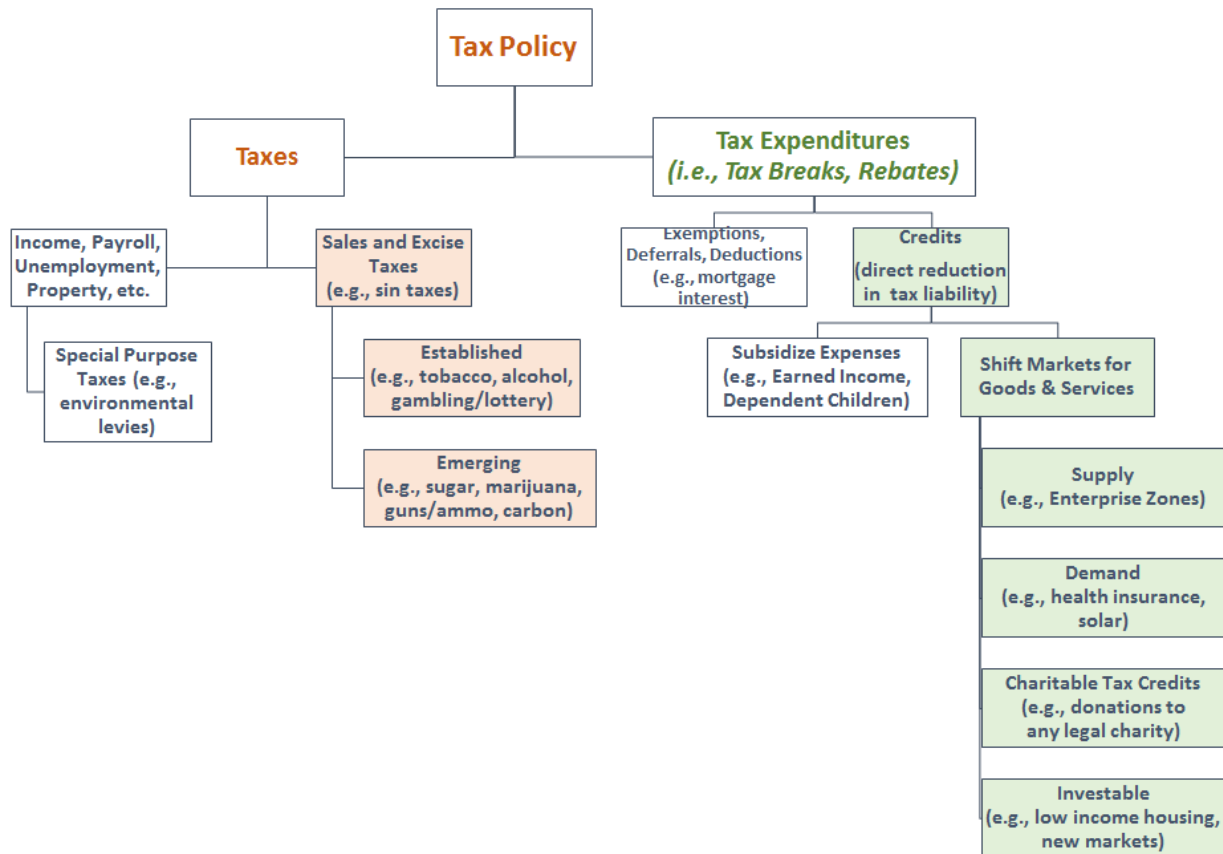 Tax Policy
Taxes
Tax Expenditures
(i.e., Tax Breaks, Rebates)
Income, Payroll,
Unemployment,
Property, etc.
Sales and Excise
Taxes
(e.g., sin taxes)
Exemptions,
Deferrals, Deductions
(e.g., mortgage
interest)
Credits
(direct reduction
in tax liability)
Special Purpose
Taxes (e.g.,
environmental
levies)
Established
(e.g., tobacco, alcohol,
gambling/lottery)
Subsidize Expenses
(e.g., Earned Income,
Dependent Children)
Shift Markets for
Goods & Services
Emerging
(e.g., sugar, marijuana,
guns/ammo, carbon)
Supply
(e.g., Enterprise Zones)
Demand
(e.g., health insurance,
solar)
Charitable Tax Credits
(e.g., donations to
any legal charity)
Investable
(e.g., low income housing,
new markets)